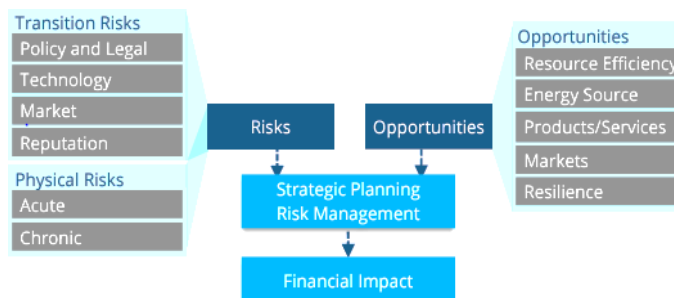 Transition Risks
Policy and Legal
Technology
Market
Reputation
Physical Risks
Acute
Chronic
Risks
Opportunities
Strategic Planning
Risk Management
Financial Impact
Opportunities
Resource Efficiency
Energy Source
Products/Services
Markets
Resilience